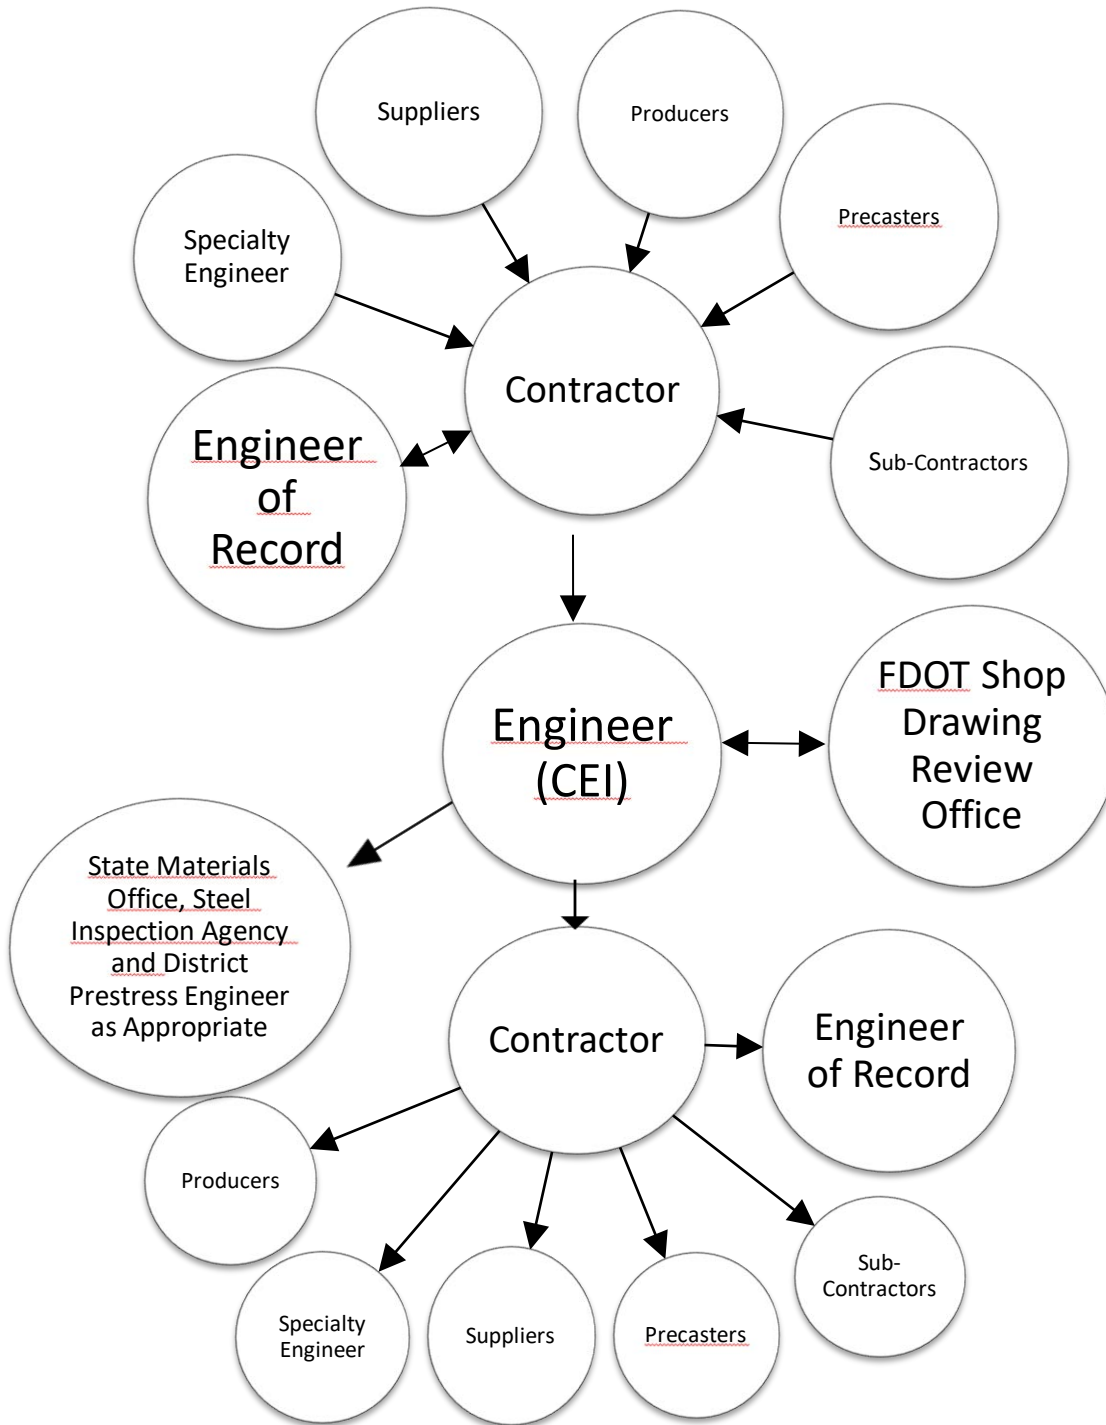 Suppliers
Producers
Precasters
Specialty
Engineer
Contractor
Engineer
of
Record
Sub-Contractors
Engineer
(CEI)
FDOT Shop
Drawing
Review
Office
State Materials
Office, Steel
Inspection Agency
and District
Prestress Engineer
as Appropriate
Contractor
Engineer
of Record
Producers
Specialty
Engineer
Suppliers
Precasters
Sub-
Contractors